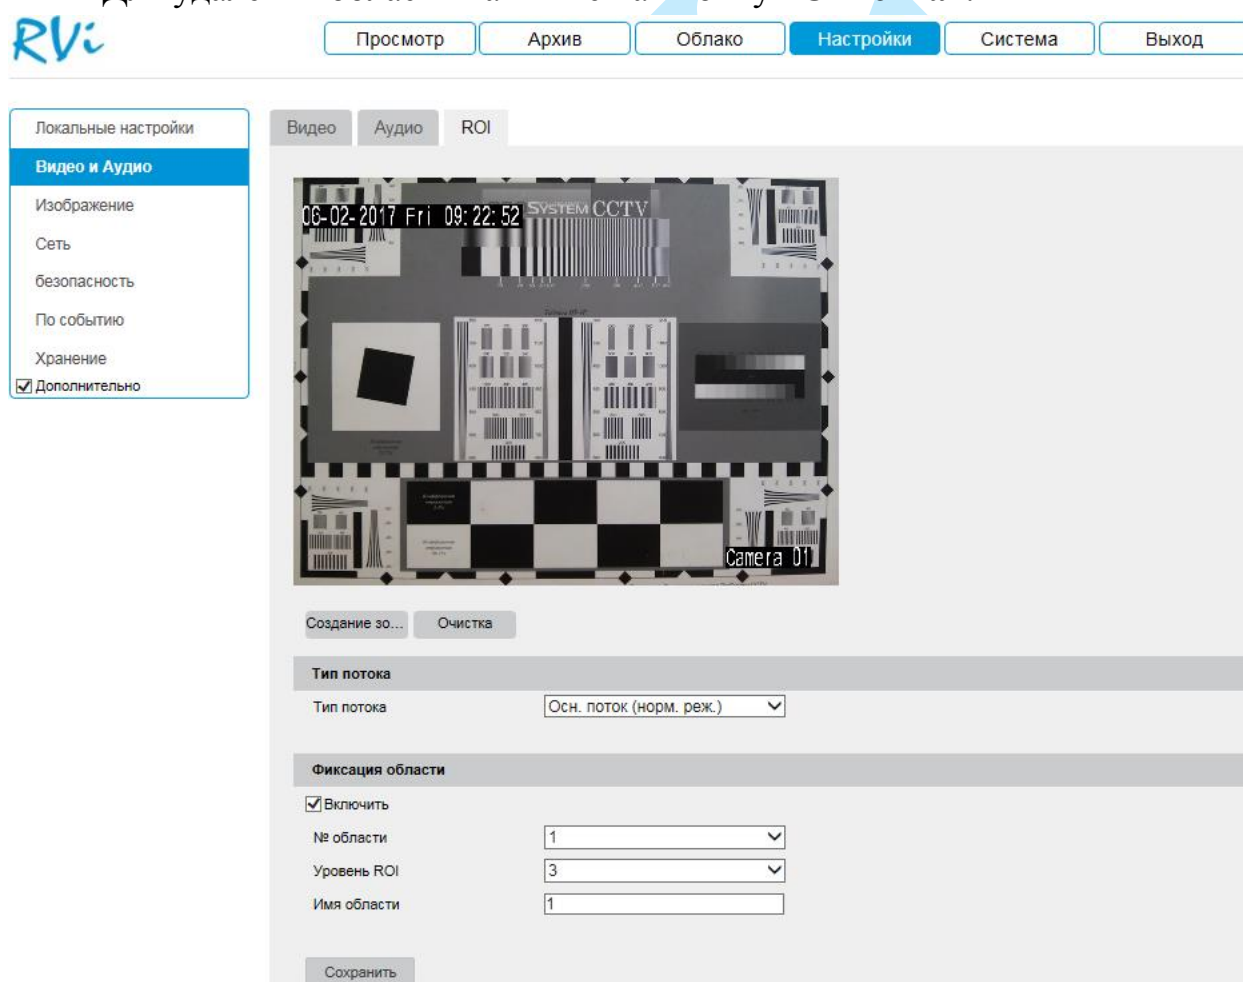 RVi
Просмотр
Архив
Облако
Настройки
Система
Выход
Локальные настройки
Видео и Аудио
Изображение
Сеть
безопасность
По событию
Хранение
Дополнительно
Видео
Аудио
ROI
06-02-2017 Fri 09:22:52
SYSTEM CCTV
Camera 01
Создание зо...
Очистка
Тип потока
Тип потока
Осн. поток (норм. реж.)
Фиксация области
Включить
№ области
1
Уровень ROI
3
Имя области
1
Сохранить